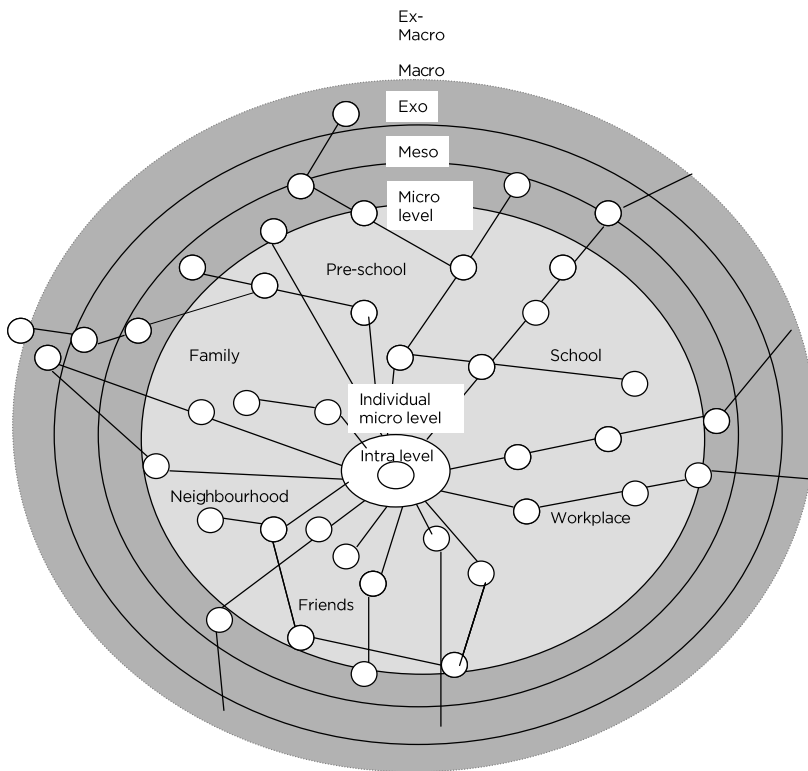 Ex-
Macro
Macro
Exo
Meso
Micro
level
Pre-school
Family
School
Individual
micro level
Intra level
Neighbourhood
Workplace
Friends